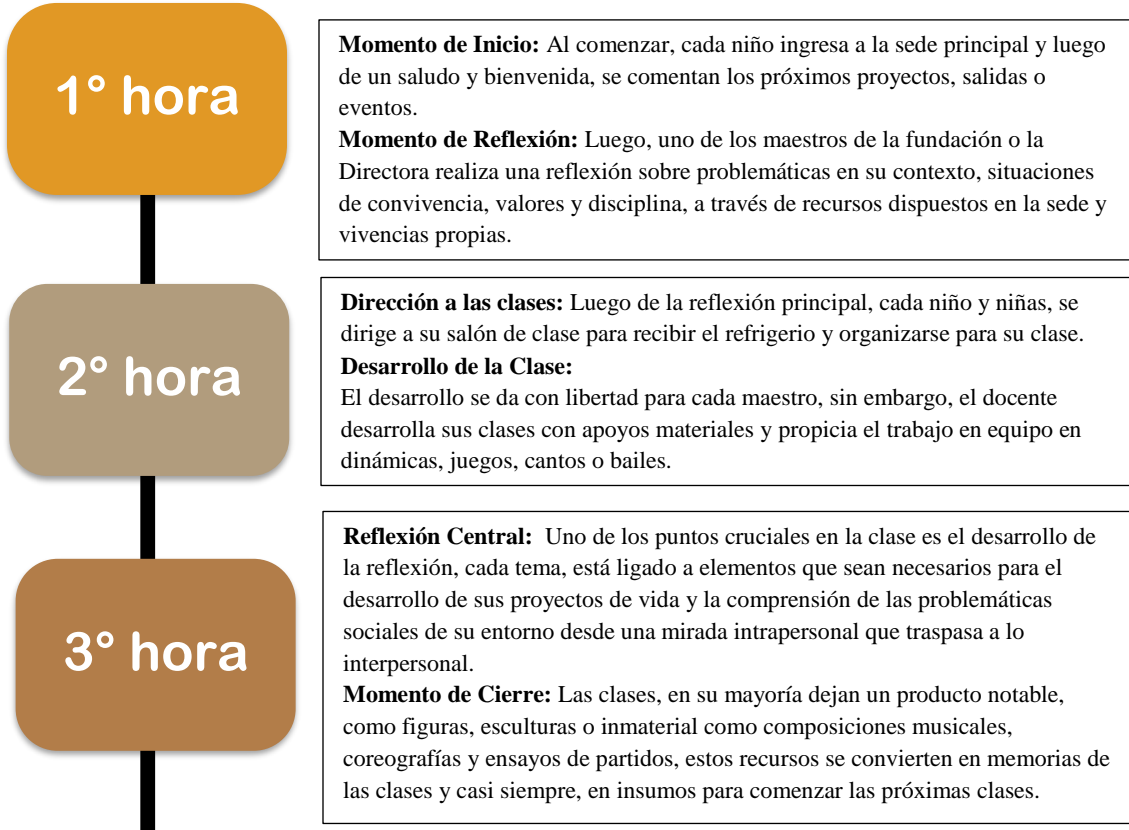 1° hora
Momento de Inicio: Al comenzar, cada niño ingresa a la sede principal y luego
de un saludo y bienvenida, se comentan los próximos proyectos, salidas o
eventos.
Momento de Reflexión: Luego, uno de los maestros de la fundación o la
Directora realiza una reflexión sobre problemáticas en su contexto, situaciones
de convivencia, valores y disciplina, a través de recursos dispuestos en la sede y
vivencias propias.
2° hora
Dirección a las clases: Luego de la reflexión principal, cada niño y niñas, se
dirige a su salón de clase para recibir el refrigerio y organizarse para su clase.
Desarrollo de la Clase:
El desarrollo se da con libertad para cada maestro, sin embargo, el docente
desarrolla sus clases con apoyos materiales y propicia el trabajo en equipo en
dinámicas, juegos, cantos o bailes.
3° hora
Reflexión Central: Uno de los puntos cruciales en la clase es el desarrollo de
la reflexión, cada tema, está ligado a elementos que sean necesarios para el
desarrollo de sus proyectos de vida y la comprensión de las problemáticas
sociales de su entorno desde una mirada intrapersonal que traspasa a lo
interpersonal.
Momento de Cierre: Las clases, en su mayoría dejan un producto notable,
como figuras, esculturas o inmaterial como composiciones musicales,
coreografías y ensayos de partidos, estos recursos se convierten en memorias de
las clases y casi siempre, en insumos para comenzar las próximas clases.